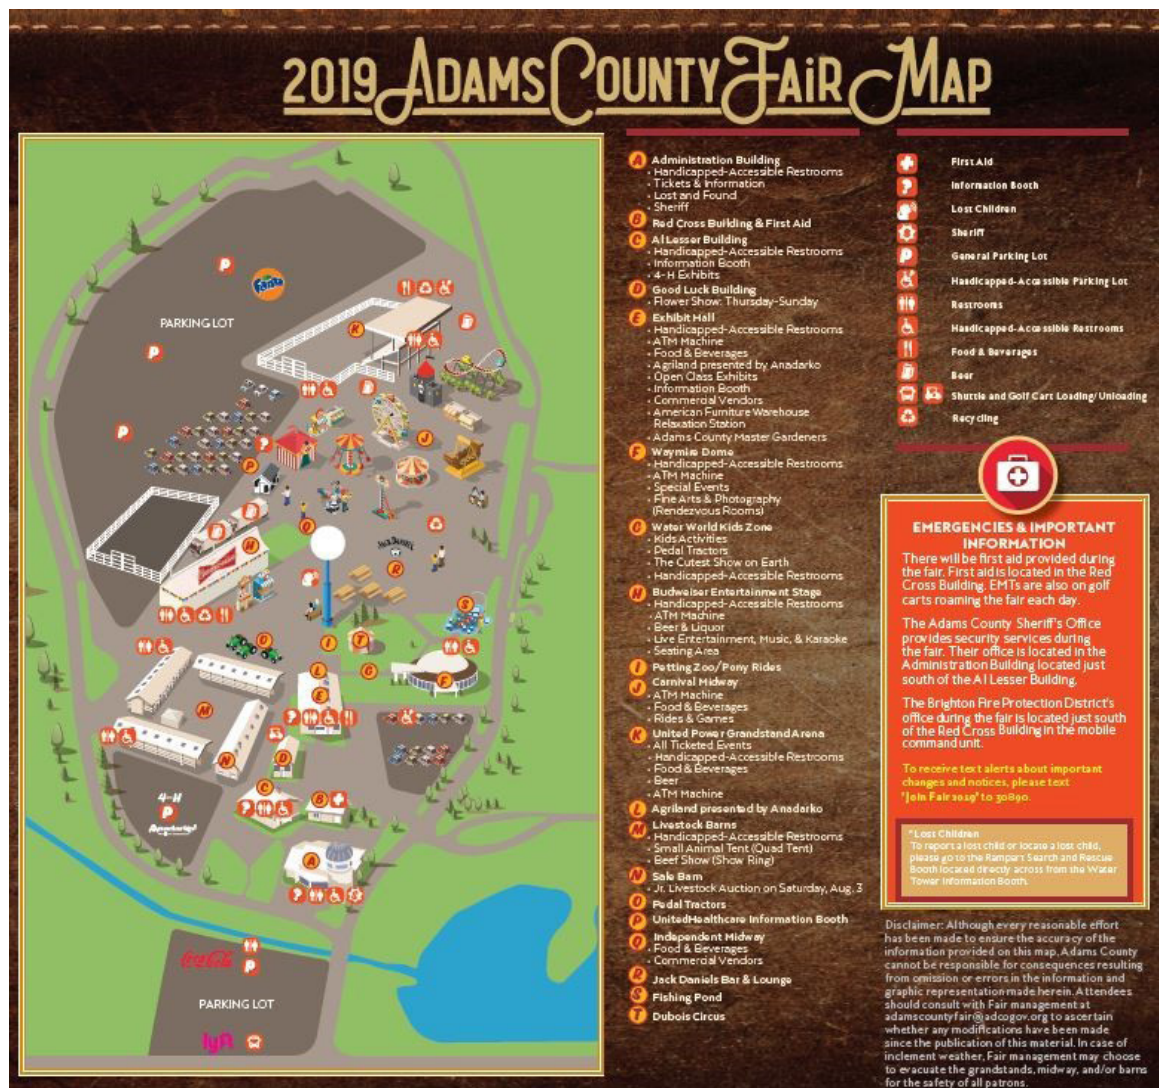 2019 ADAMS COUNTY FAIR MAP
PARKING LOT
Fanta
P
P
P
K
J
P
H
Q
JACK DANIEL'S
R
S
O
I
T
L
G
F
E
M
N
D
C
B
A
4-H
P
Coca-Cola
P
PARKING LOT
lyft
A Administration Building
• Handicapped-Accessible Restrooms
• Tickets & Information
• Lost and Found
• Sheriff
B Red Cross Building & First Aid
C Al Lesser Building
• Handicapped-Accessible Restrooms
• Information Booth
• 4-H Exhibits
D Good Luck Building
• Flower Show: Thursday-Sunday
E Exhibit Hall
• Handicapped-Accessible Restrooms
• ATM Machine
• Food & Beverages
• Agriland presented by Anadarko
• Open Class Exhibits
• Information Booth
• Commercial Vendors
• American Furniture Warehouse
Relaxation Station
• Adams County Master Gardeners
F Waymire Dome
• Handicapped-Accessible Restrooms
• ATM Machine
• Special Events
• Fine Arts & Photography
(Rendezvous Rooms)
G Water World Kids Zone
• Kids Activities
• Pedal Tractors
• The Cutest Show on Earth
• Handicapped-Accessible Restrooms
H Budweiser Entertainment Stage
• Handicapped-Accessible Restrooms
• ATM Machine
• Beer & Liquor
• Live Entertainment, Music, & Karaoke
• Seating Area
I Petting Zoo/Pony Rides
J Carnival Midway
• ATM Machine
• Food & Beverages
• Rides & Games
K United Power Grandstand Arena
• All Ticketed Events
• Handicapped-Accessible Restrooms
• Food & Beverages
• Beer
• ATM Machine
L Agriland presented by Anadarko
M Livestock Barns
• Handicapped-Accessible Restrooms
• Small Animal Tent (Quad Tent)
• Beef Show (Show Ring)
N Sale Barn
• Jr. Livestock Auction on Saturday, Aug. 3
O Pedal Tractors
P UnitedHealthcare Information Booth
Q Independent Midway
• Food & Beverages
• Commercial Vendors
R Jack Daniels Bar & Lounge
S Fishing Pond
T Dubois Circus
First Aid
Information Booth
Lost Children
Sheriff
General Parking Lot
Handicapped-Accessible Parking Lot
Restrooms
Handicapped-Accessible Restrooms
Food & Beverages
Beer
Shuttle and Golf Cart Loading/Unloading
Recycling
EMERGENCIES & IMPORTANT
INFORMATION
There will be first aid provided during
the fair. First aid is located in the Red
Cross Building. EMTs are also on golf
carts roaming the fair each day.
The Adams County Sheriff's Office
provides security services during
the fair. Their office is located in the
Administration Building located just
south of the Al Lesser Building.
The Brighton Fire Protection District's
office during the fair is located just south
of the Red Cross Building in the mobile
command unit.
To receive text alerts about important
changes and notices, please text
"Join Fair2019" to 30890.
*Lost Children
To report a lost child or locate a lost child,
please go to the Rampart Search and Rescue
Booth located directly across from the Water
Tower Information Booth.
Disclaimer: Although every reasonable effort
has been made to ensure the accuracy of the
information provided on this map, Adams County
cannot be responsible for consequences resulting
from omission or errors in the information and
graphic representation made herein. Attendees
should consult with Fair management at
adamscountyfair@adcogov.org to ascertain
whether any modifications have been made
since the publication of this material. In case of
inclement weather, Fair management may choose
to evacuate the grandstands, midway, and/or barns
for the safety of all patrons.